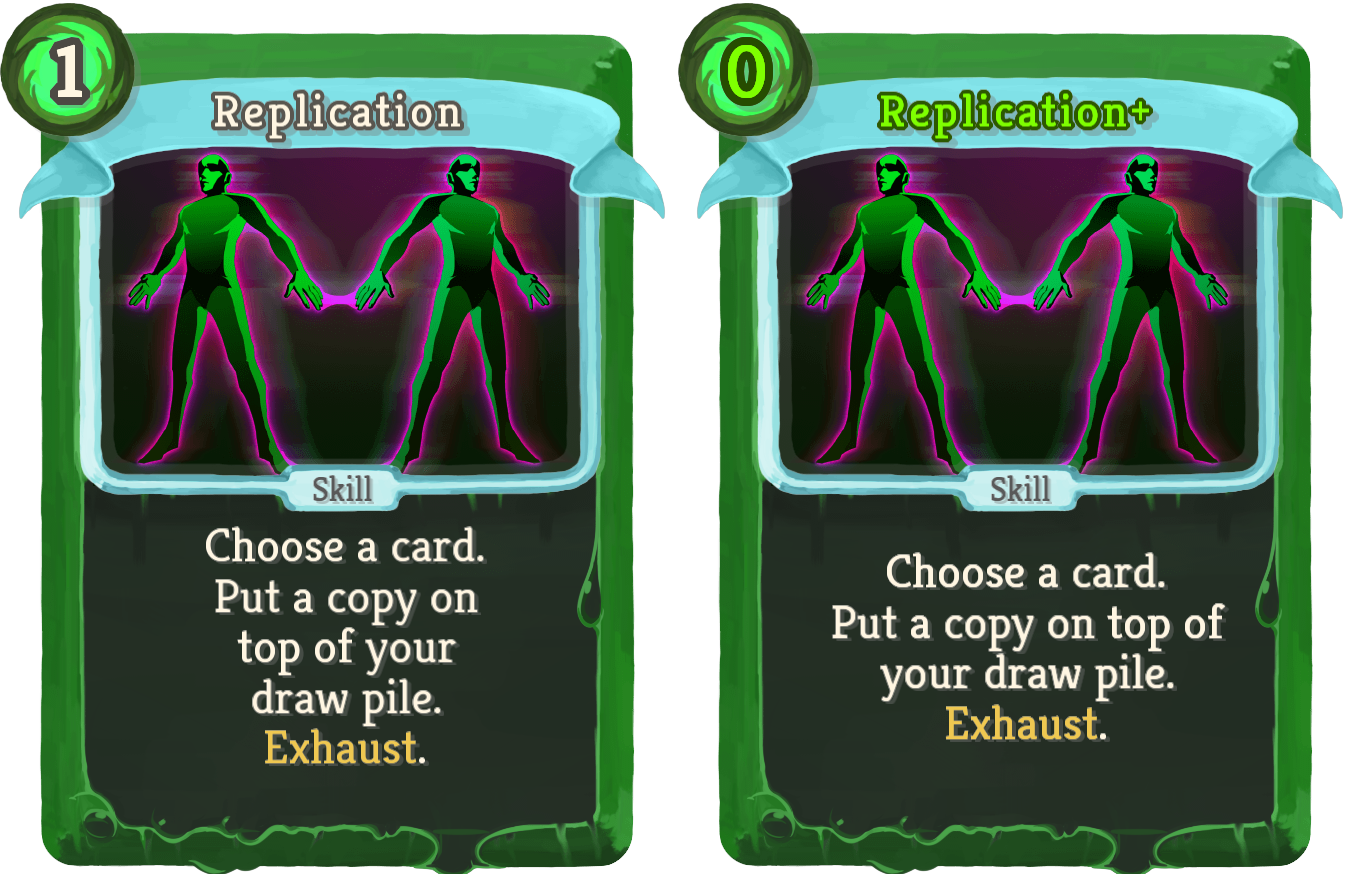 1
Replication
Skill
Choose a card.
Put a copy on
top of your
draw pile.
Exhaust.
0
Replication+
Skill
Choose a card.
Put a copy on top of
your draw pile.
Exhaust.